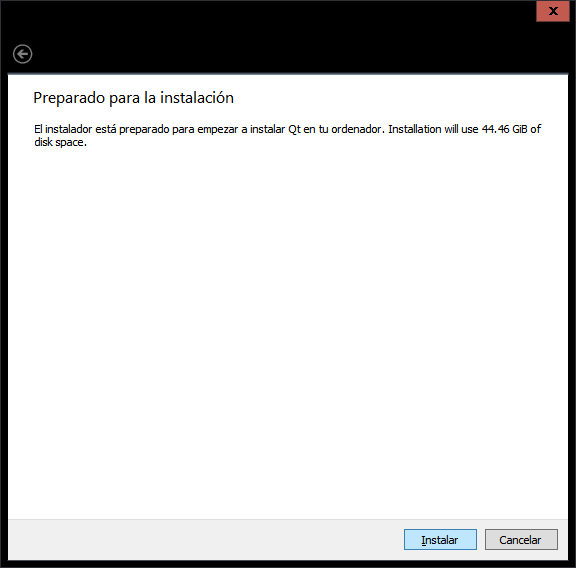 Preparado para la instalación
El instalador está preparado para empezar a instalar Qt en tu ordenador. Installation will use 44.46 GiB of
disk space.
Instalar
Cancelar